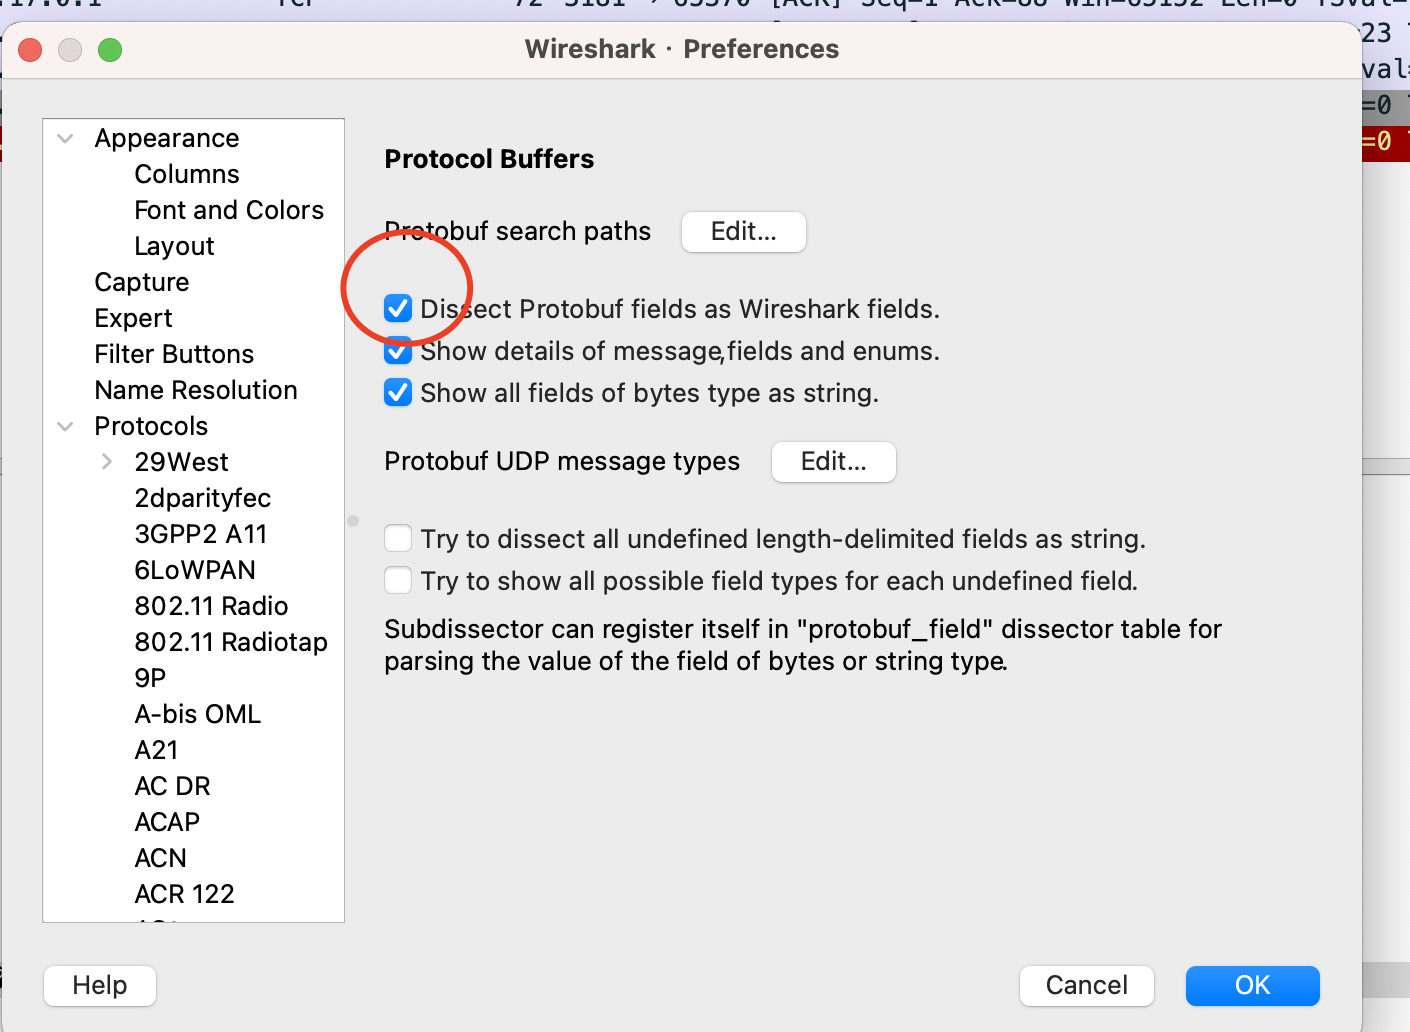 Wireshark · Preferences
Appearance
Columns
Font and Colors
Layout
Capture
Expert
Filter Buttons
Name Resolution
Protocols
29West
2dparityfec
3GPP2 A11
6LoWPAN
802.11 Radio
802.11 Radiotap
9P
A-bis OML
A21
AC DR
ACAP
ACN
ACR 122
Protocol Buffers
Protobuf search paths Edit...
Dissect Protobuf fields as Wireshark fields.
Show details of message,fields and enums.
Show all fields of bytes type as string.
Protobuf UDP message types Edit...
Try to dissect all undefined length-delimited fields as string.
Try to show all possible field types for each undefined field.
Subdissector can register itself in "protobuf_field" dissector table for
parsing the value of the field of bytes or string type.
Help Cancel OK
23
val=
=0
=0